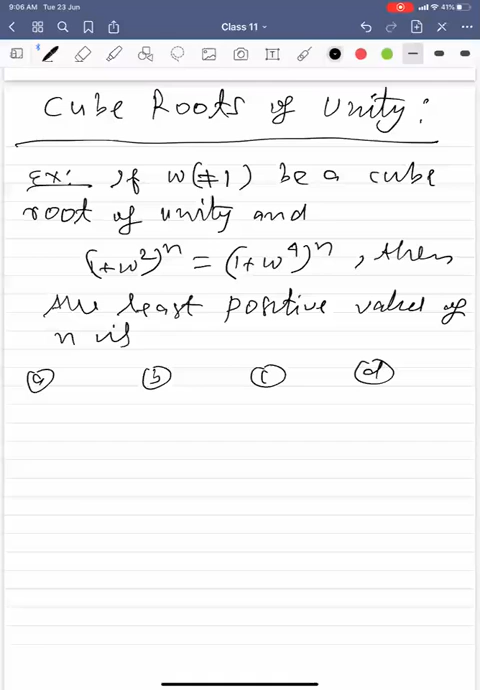 9:06 AM Tue 23 Jun
41%
Class 11
Cube Roots of Unity:
Ex: If w(≠1) be a cube
root of unity and
(1+w²)ⁿ = (1+w⁴)ⁿ, then
the least positive value of
n is
(a) (b) (c) (d)